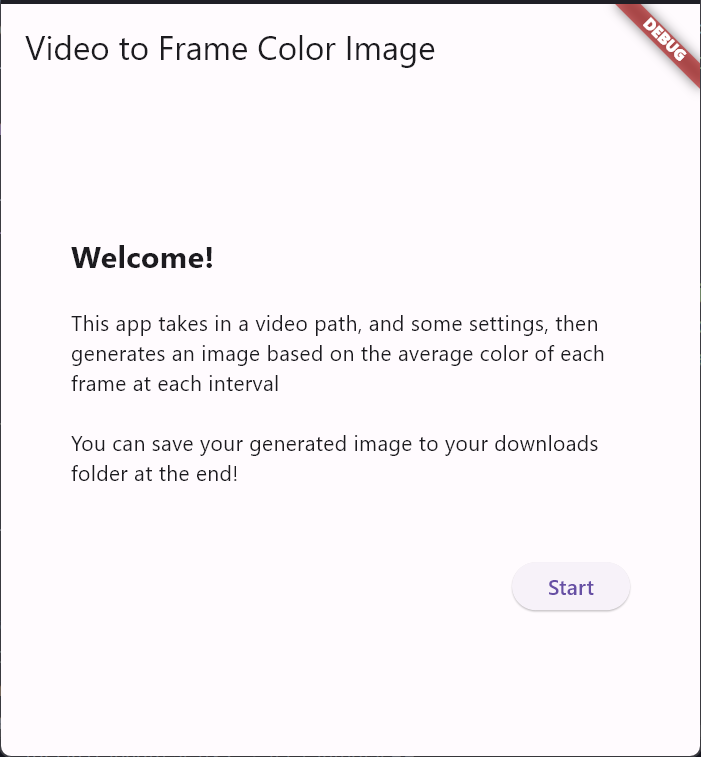 Video to Frame Color Image
DEBUG
Welcome!
This app takes in a video path, and some settings, then
generates an image based on the average color of each
frame at each interval
You can save your generated image to your downloads
folder at the end!
Start